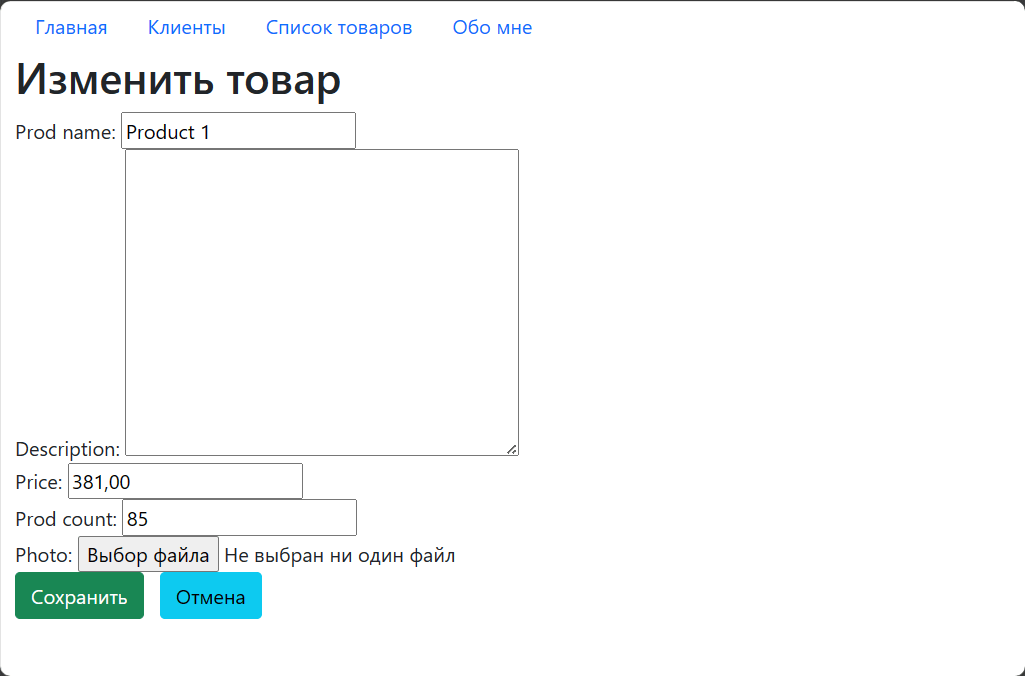 Главная Клиенты Список товаров Обо мне
Изменить товар
Prod name: Product 1
Description:
Price: 381,00
Prod count: 85
Photo: Выбор файла Не выбран ни один файл
Сохранить Отмена